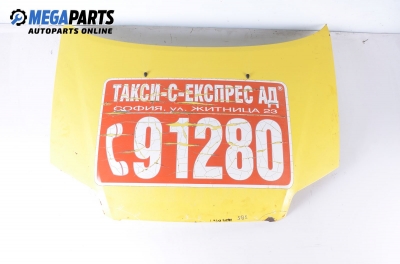 MEGAPARTS
AUTOPARTS ONLINE
ТАКСИ-С-ЕКСПРЕС АД®
СОФИЯ, ул. ЖИТНИЦА 23
91280